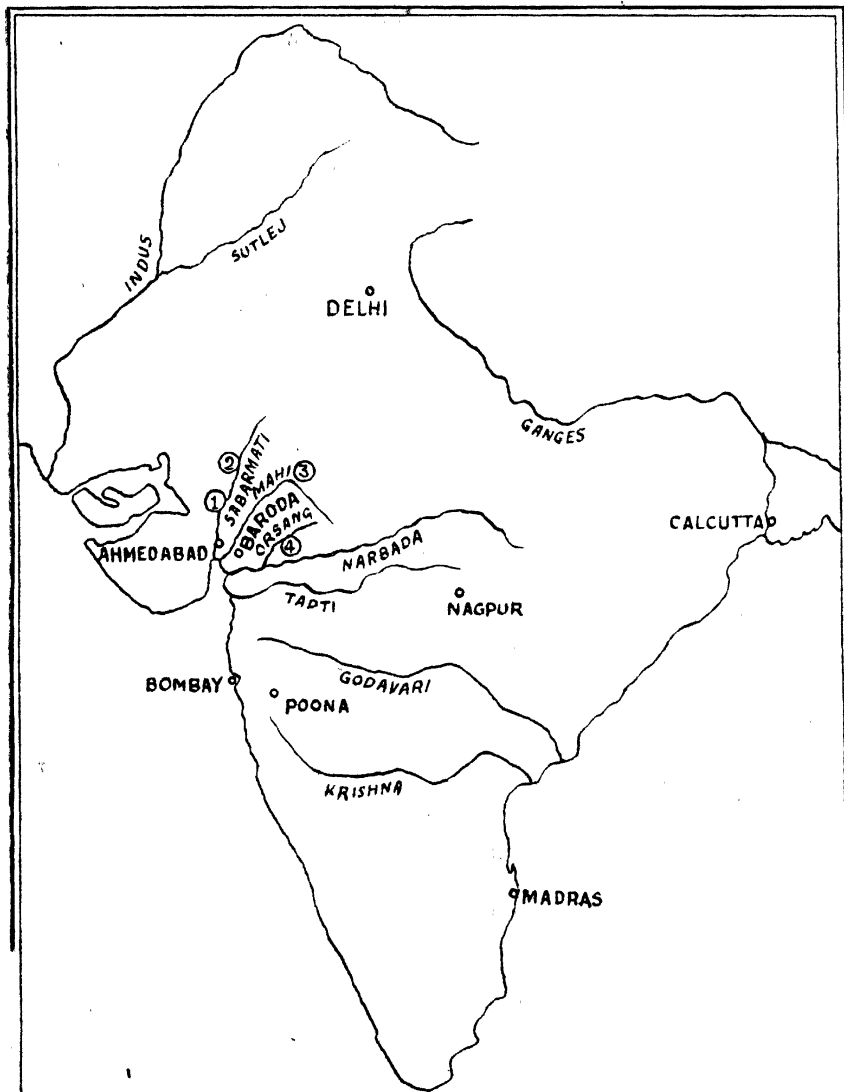 INDUS
SUTLEJ
DELHI
GANGES
②
SABARMATI
MAHI
③
①
BARODA
ORSANG
CALCUTTA
AHMEDABAD
④
NARBADA
TAPTI
NAGPUR
BOMBAY
GODAVARI
POONA
KRISHNA
MADRAS